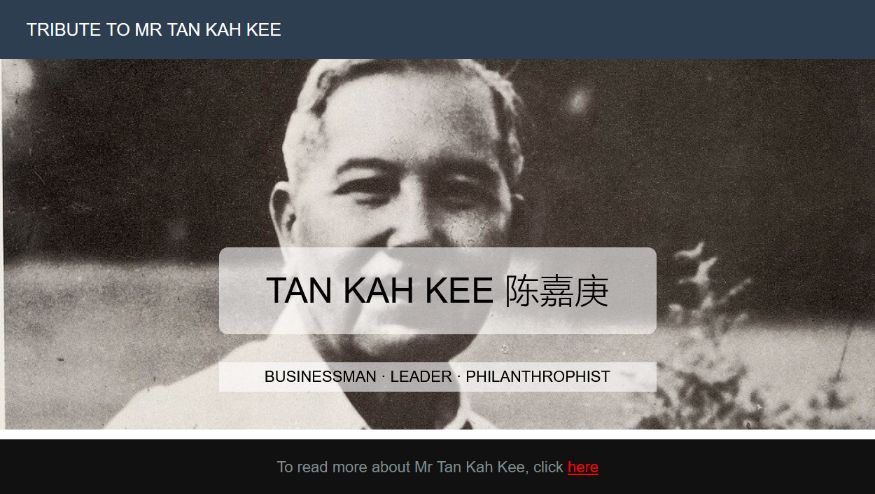 TRIBUTE TO MR TAN KAH KEE
TAN KAH KEE 陈嘉庚
BUSINESSMAN · LEADER · PHILANTHROPHIST
To read more about Mr Tan Kah Kee, click here